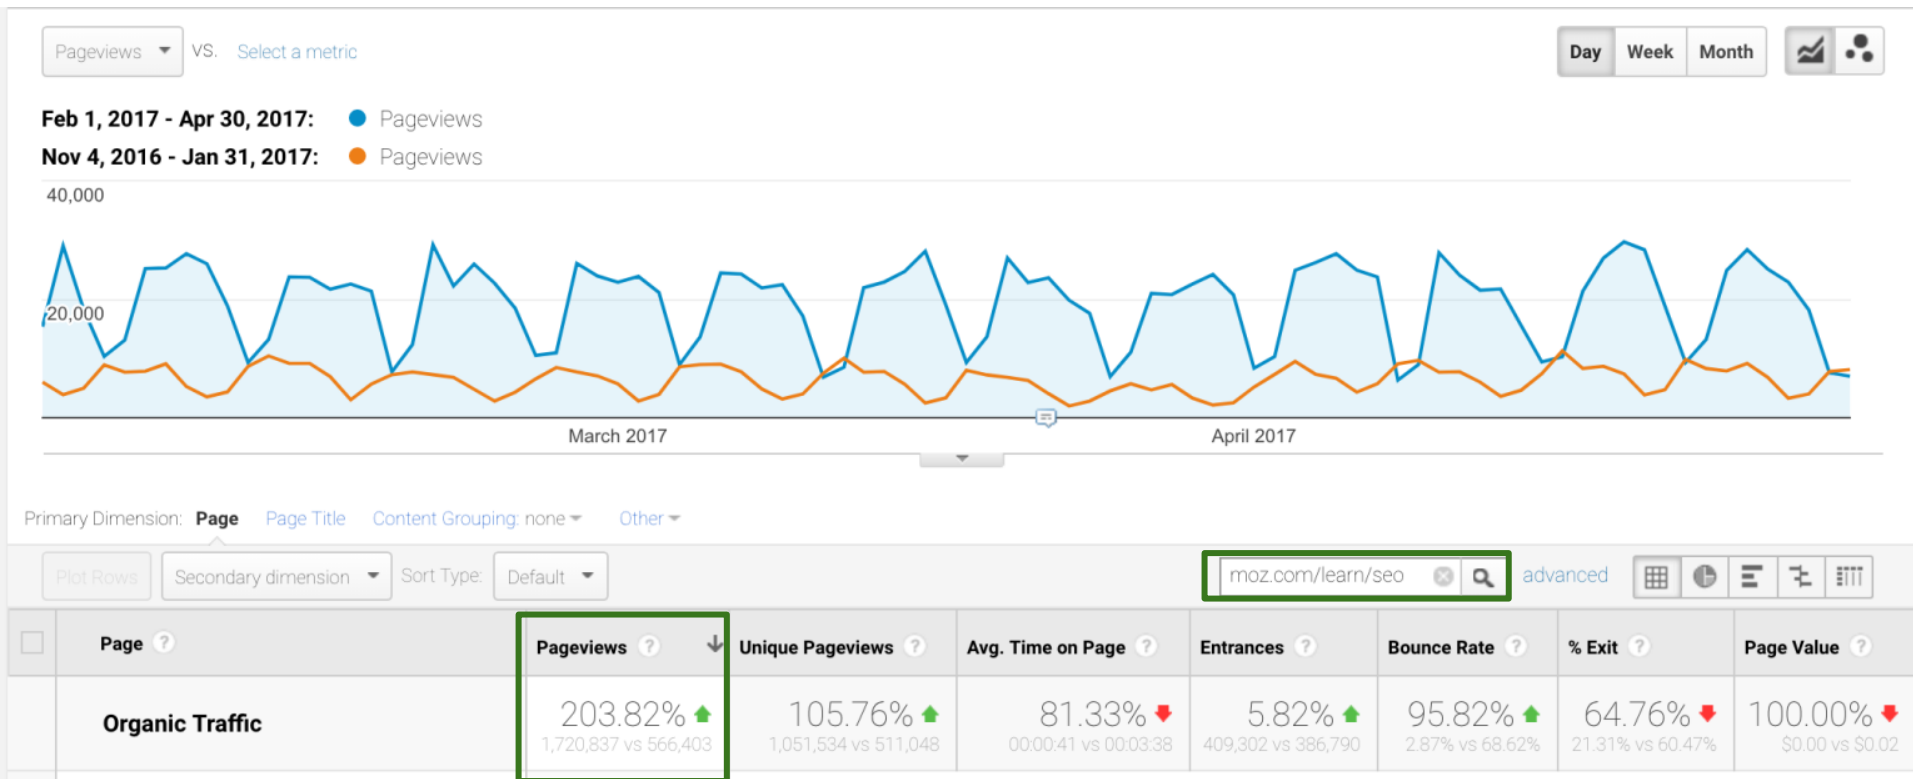 Pageviews VS. Select a metric Day Week Month
Feb 1, 2017 - Apr 30, 2017: Pageviews
Nov 4, 2016 - Jan 31, 2017: Pageviews
40,000
20,000
March 2017 April 2017
Primary Dimension: Page Page Title Content Grouping: none Other
Plot Rows Secondary dimension Sort Type: Default moz.com/learn/seo advanced
Page ? Pageviews ? Unique Pageviews ? Avg. Time on Page ? Entrances ? Bounce Rate ? % Exit ? Page Value ?
Organic Traffic 203.82% 105.76% 81.33% 5.82% 95.82% 64.76% 100.00%
1,720,837 vs 566,403 1,051,534 vs 511,048 00:00:41 vs 00:03:38 409,302 vs 386,790 2.87% vs 68.62% 21.31% vs 60.47% $0.00 vs $0.02